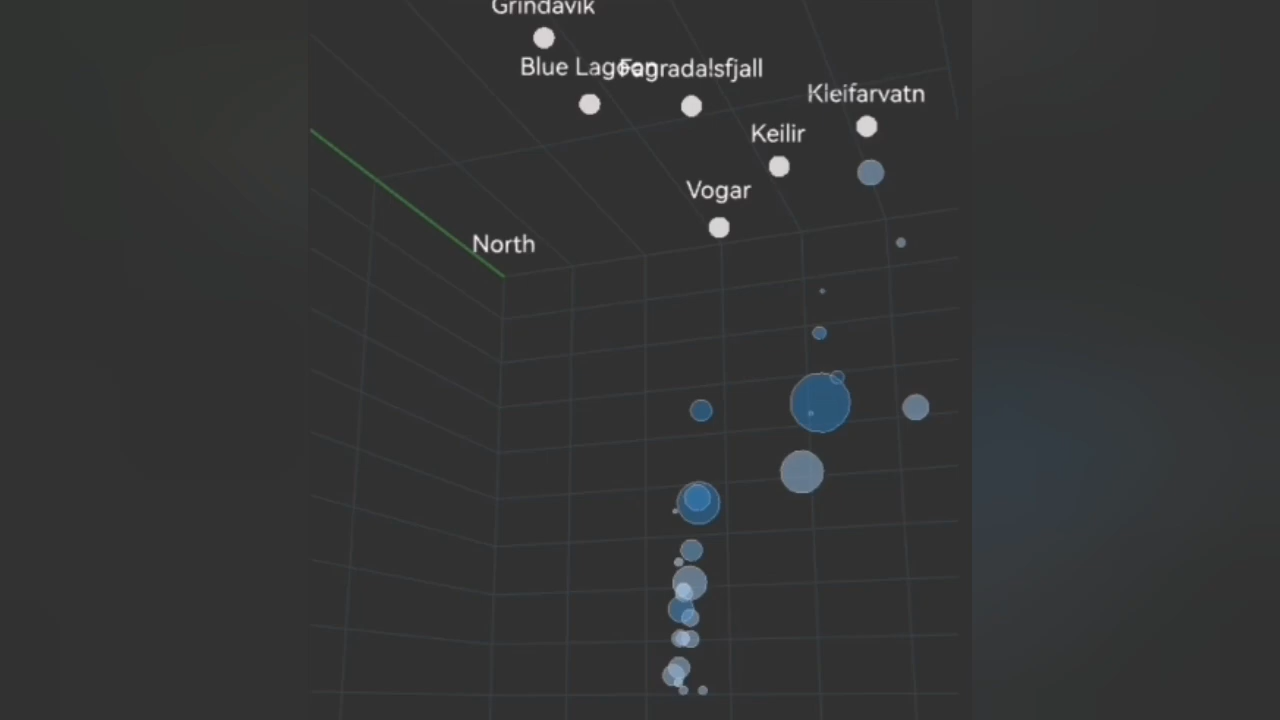 Grindavik
Blue Lagoon
Fagradalsfjall
Kleifarvatn
Keilir
Vogar
North